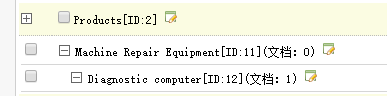 Products[ID:2]
Machine Repair Equipment[ID:11](文档：0)
Diagnostic computer[ID:12](文档：1)